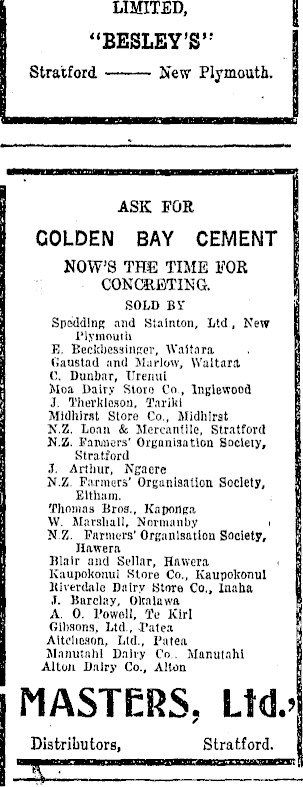 LIMITED,
"BESLEY'S"
Stratford —— New Plymouth.
ASK FOR
GOLDEN BAY CEMENT
NOW'S THE TIME FOR
CONCRETING.
SOLD BY
Spedding and Stainton, Ltd, New
Plymouth
E. Beckbessinger, Waitara
Gaustad and Marlow, Waitara
C. Dunbar, Urenui
Moa Dairy Store Co., Inglewood
J. Therkleson, Tariki
Midhirst Store Co., Midhirst
N.Z. Loan & Mercantile, Stratford
N.Z. Farmers' Organisation Society,
Stratford
J. Arthur, Ngaere
N.Z. Farmers' Organisation Society,
Eltham.
Thomas Bros., Kaponga
W. Marshall, Normanby
N.Z. Farmers' Organisation Society,
Hawera
Blair and Sellar, Hawera
Kaupokonui Store Co., Kaupokonui
Riverdale Dairy Store Co., Inaha
J. Barclay, Okaiawa
A. O. Powell, Te Kiri
Gibsons, Ltd., Patea
Aitcheson, Ltd., Patea
Manutahi Dairy Co., Manutahi
Alton Dairy Co., Alton
MASTERS, Ltd.,
Distributors, Stratford.